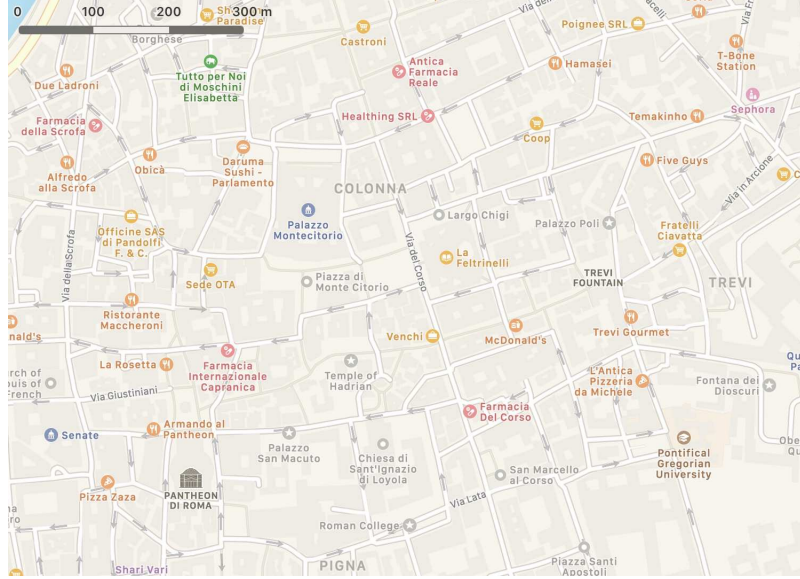 0 100 200 300 m
Paradise
Borghese
Castroni
Poignee SRL
T-Bone
Station
Due Ladroni
Tutto per Noi
di Moschini
Elisabetta
Antica
Farmacia
Reale
Hamasei
Sephora
Farmacia
della Scrofa
Healthing SRL
Temakinho
Coop
Alfredo
alla Scrofa
Obicà
Daruma
Sushi -
Parlamento
Five Guys
COLONNA
Via in Arcione
Officine SAS
di Pandolfi
F. & C.
Palazzo
Montecitorio
Largo Chigi
Palazzo Poli
Fratelli
Ciavatta
Via della Scrofa
Via del Corso
La
Feltrinelli
Sede OTA
Piazza di
Monte Citorio
TREVI
FOUNTAIN
TREVI
Ristorante
Maccheroni
Venchi
McDonald's
Trevi Gourmet
nald's
La Rosetta
Farmacia
Internazionale
Capranica
Temple of
Hadrian
L'Antica
Pizzeria
da Michele
Fontana dei
Dioscuri
Via Giustiniani
Farmacia
Del Corso
Senate
Armando al
Pantheon
Palazzo
San Macuto
Chiesa di
Sant'Ignazio
di Loyola
Pontifical
Gregorian
University
Pizza Zaza
PANTHEON
DI ROMA
San Marcello
al Corso
Via Lata
Roman College
Shari Vari
PIGNA
Piazza Santi
Apostoli